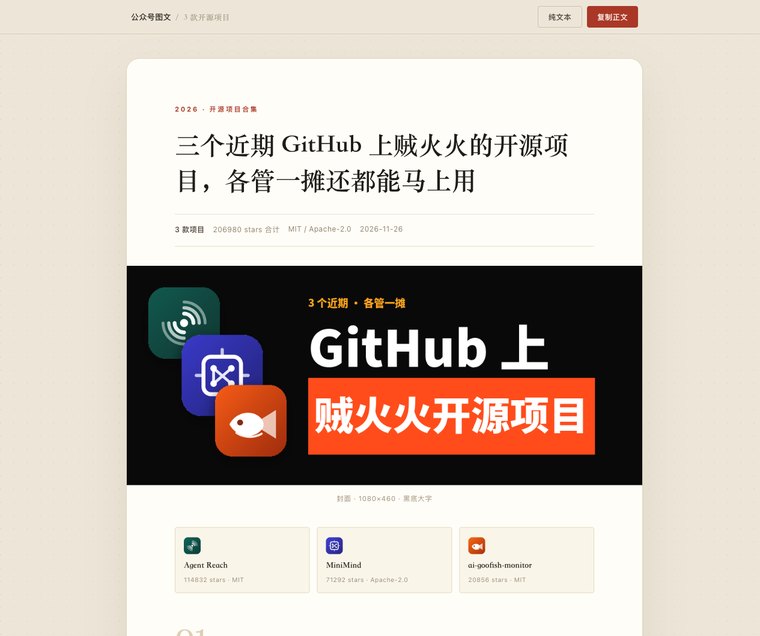 公众号图文 / 3 款开源项目
纯文本
复制正文
2026 · 开源项目合集
三个近期 GitHub 上贼火火的开源项
目，各管一摊还都能马上用
3 款项目 206980 stars 合计 MIT / Apache-2.0 2026-11-26
3 个近期 · 各管一摊
GitHub 上
贼火火开源项目
封面 · 1080×460 · 黑底大字
Agent Reach
114832 stars · MIT
MiniMind
71292 stars · Apache-2.0
ai-goofish-monitor
20856 stars · MIT
01